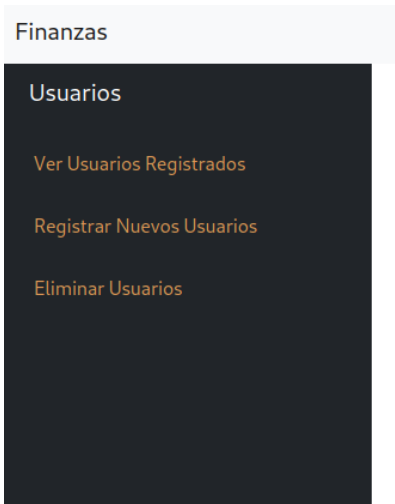 Finanzas
Usuarios
Ver Usuarios Registrados
Registrar Nuevos Usuarios
Eliminar Usuarios